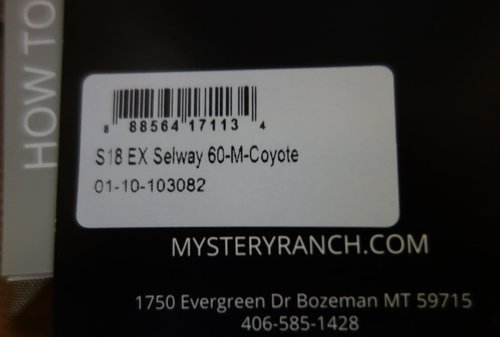 HOW TO
8 88564 17113 4
S18 EX Selway 60-M-Coyote
01-10-103082
MYSTERYRANCH.COM
1750 Evergreen Dr Bozeman MT 59715
406-585-1428